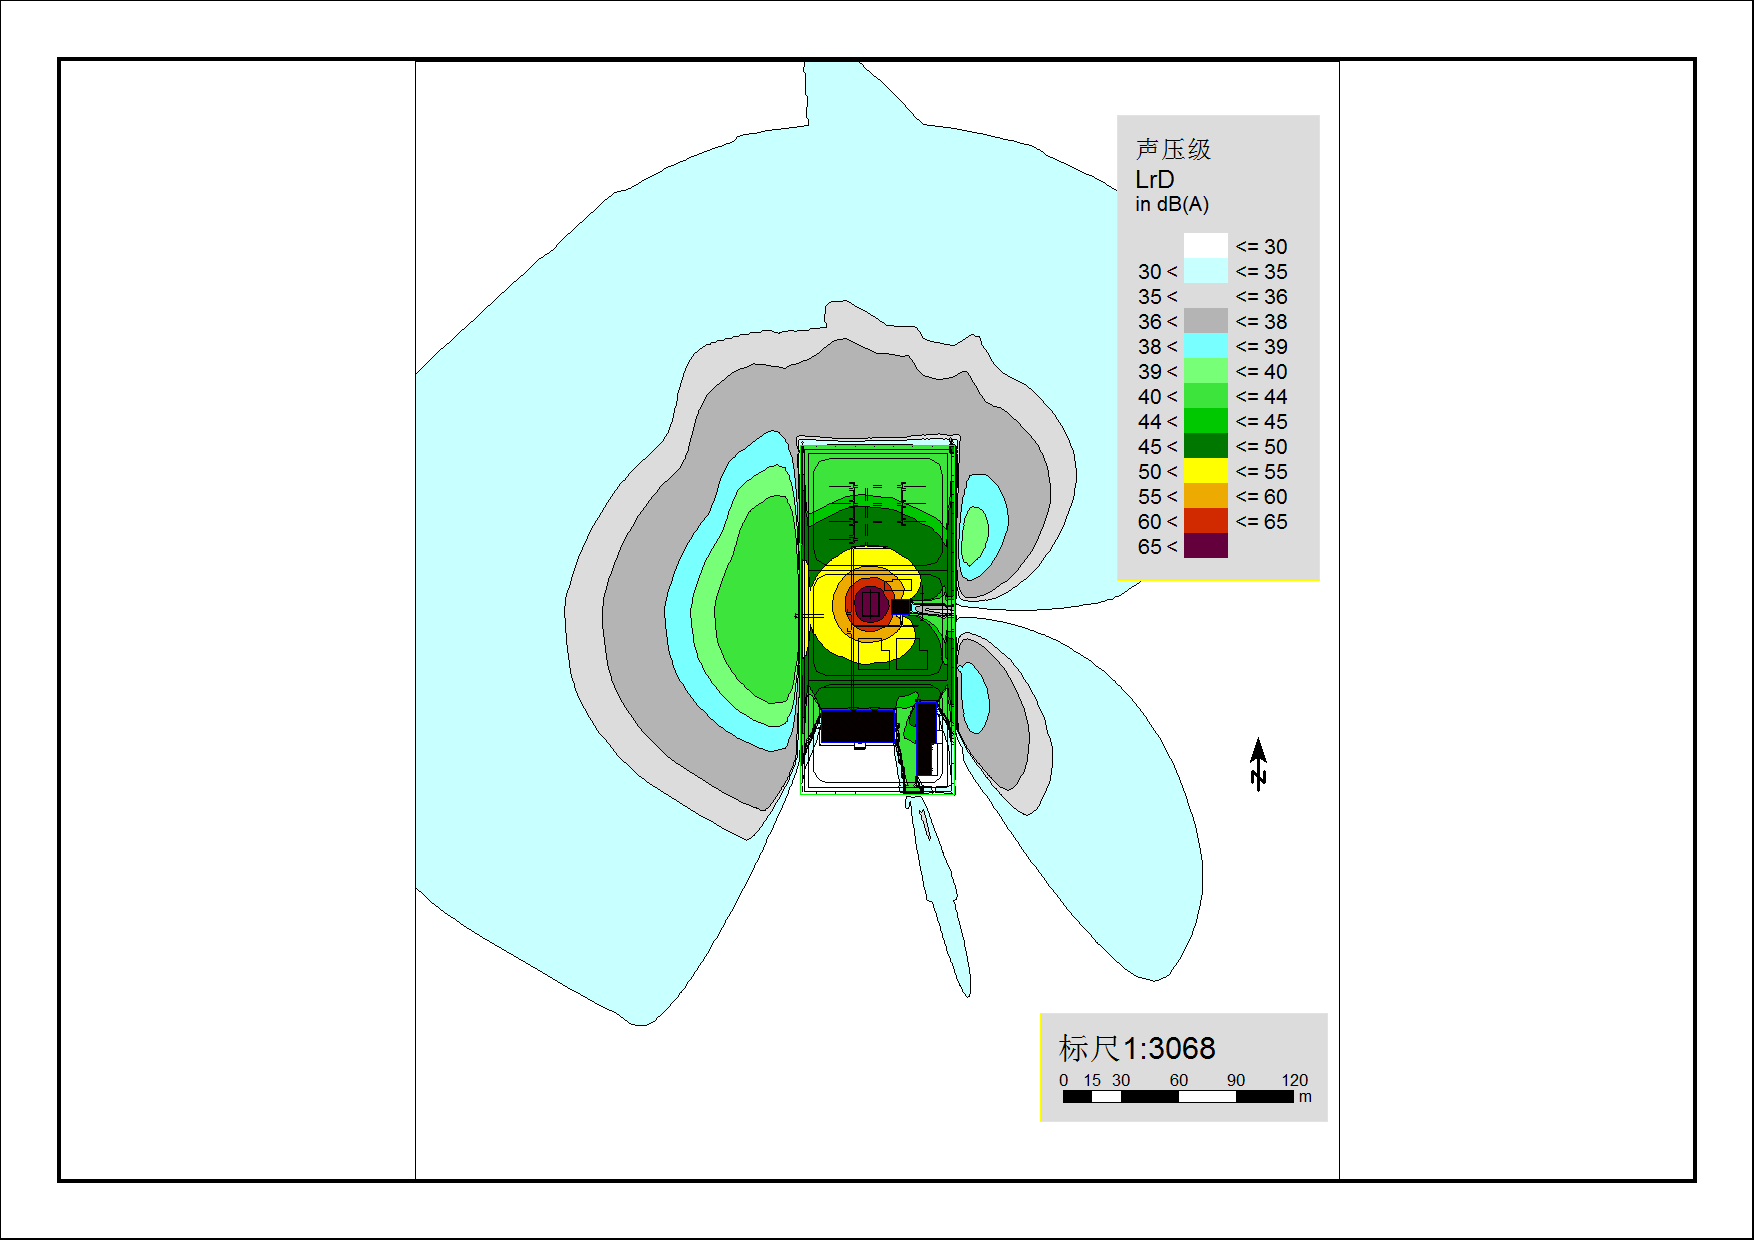 声压级
LrD
in dB(A)
<= 30
30 < <= 35
35 < <= 36
36 < <= 38
38 < <= 39
39 < <= 40
40 < <= 44
44 < <= 45
45 < <= 50
50 < <= 55
55 < <= 60
60 < <= 65
65 <
N
标尺1:3068
0 15 30 60 90 120
m